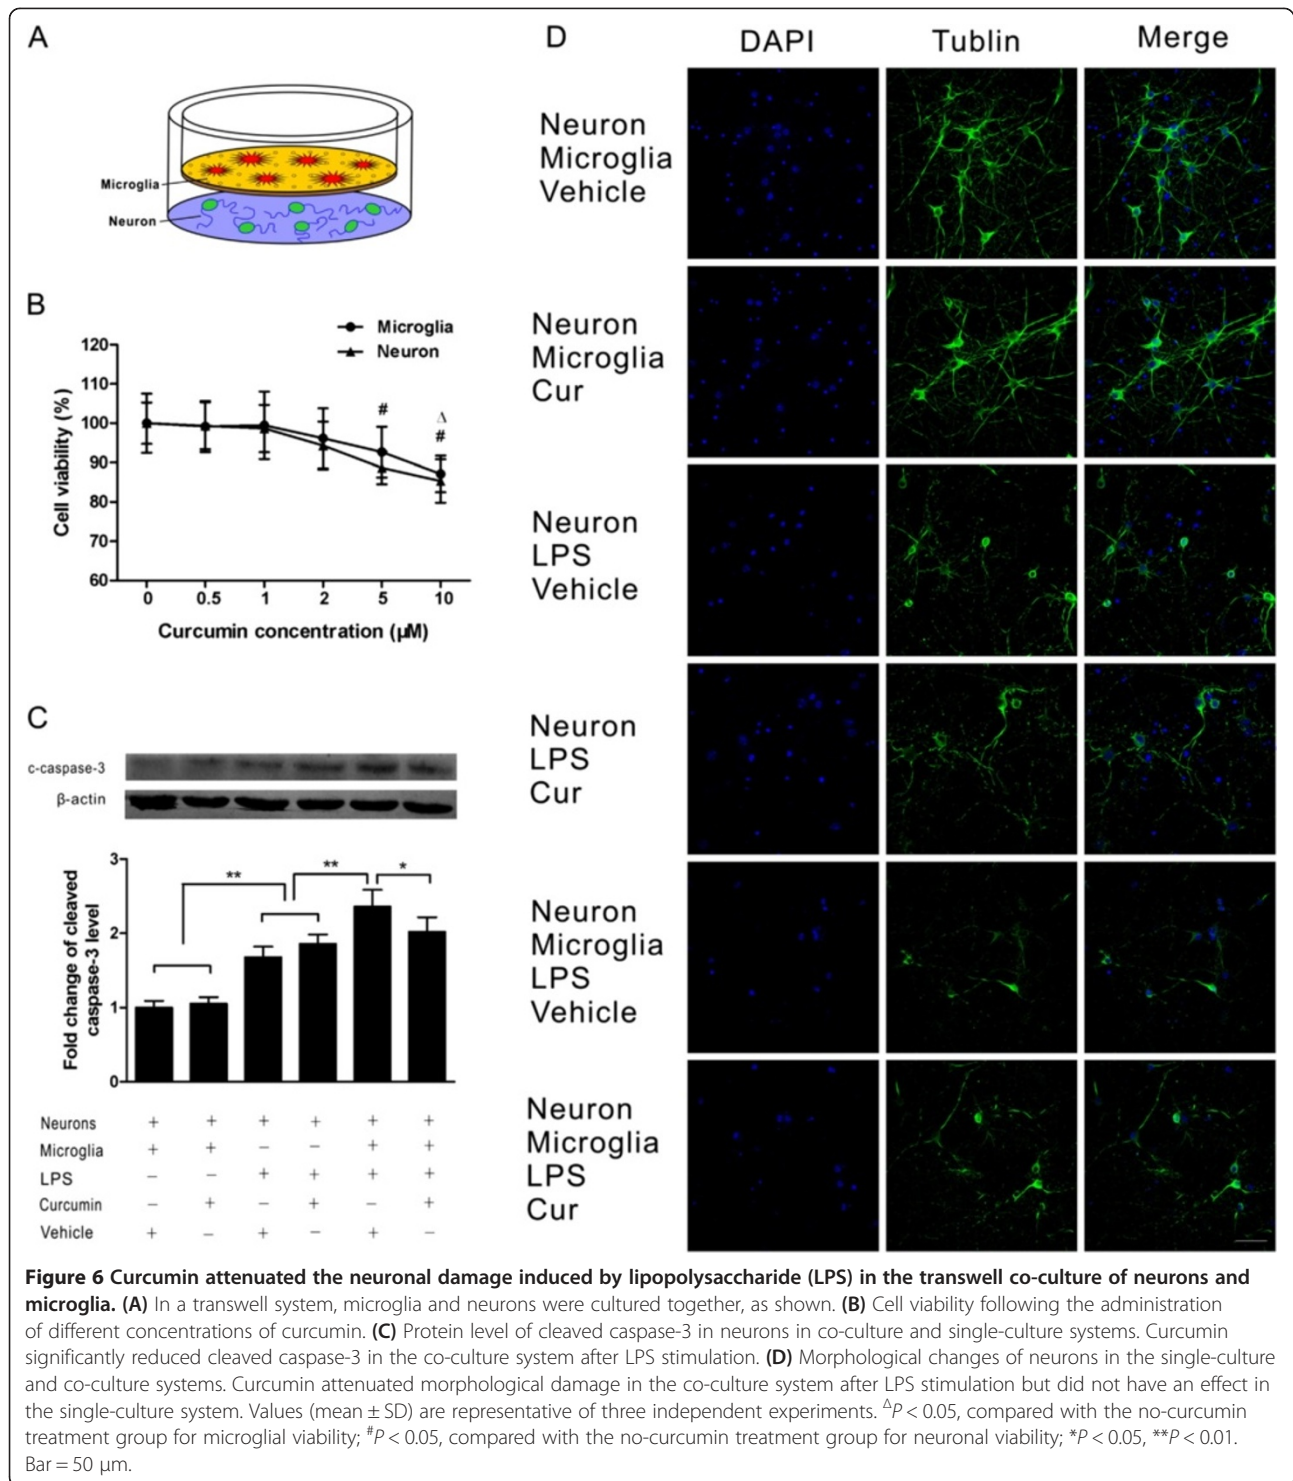 A
Microglia
Neuron
B
Microglia
Neuron
Cell viability (%)
120
110
100
90
80
70
60
#
Δ
#
0 0.5 1 2 5 10
Curcumin concentration (μM)
C
c-caspase-3
β-actin
Fold change of cleaved
caspase-3 level
3
2
1
0
** ** *
Neurons + + + + + +
Microglia + + – – + +
LPS – – + + + +
Curcumin – + – + – +
Vehicle + – + – + –
D
DAPI Tublin Merge
Neuron
Microglia
Vehicle
Neuron
Microglia
Cur
Neuron
LPS
Vehicle
Neuron
LPS
Cur
Neuron
Microglia
LPS
Vehicle
Neuron
Microglia
LPS
Cur
Figure 6 Curcumin attenuated the neuronal damage induced by lipopolysaccharide (LPS) in the transwell co-culture of neurons and
microglia. (A) In a transwell system, microglia and neurons were cultured together, as shown. (B) Cell viability following the administration
of different concentrations of curcumin. (C) Protein level of cleaved caspase-3 in neurons in co-culture and single-culture systems. Curcumin
significantly reduced cleaved caspase-3 in the co-culture system after LPS stimulation. (D) Morphological changes of neurons in the single-culture
and co-culture systems. Curcumin attenuated morphological damage in the co-culture system after LPS stimulation but did not have an effect in
the single-culture system. Values (mean ± SD) are representative of three independent experiments. ΔP < 0.05, compared with the no-curcumin
treatment group for microglial viability; #P < 0.05, compared with the no-curcumin treatment group for neuronal viability; *P < 0.05, **P < 0.01.
Bar = 50 μm.